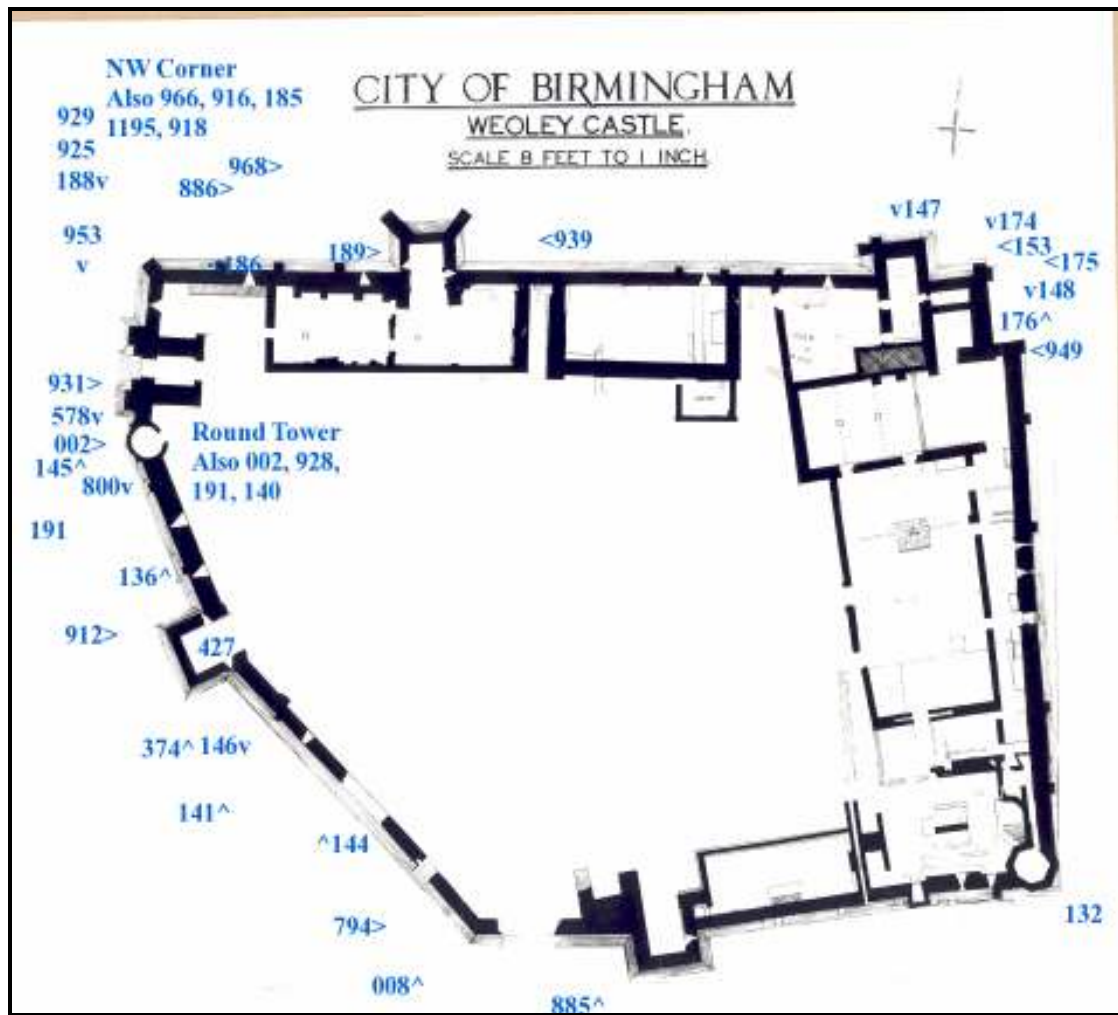 NW Corner
Also 966, 916, 185
1195, 918
929
925
188v
953
v
968>
886>
CITY OF BIRMINGHAM
WEOLEY CASTLE.
SCALE 8 FEET TO 1 INCH
186
189>
<939
v147
v174
<153
<175
v148
176^
<949
931>
578v
002>
145^
800v
191
Round Tower
Also 002, 928,
191, 140
136^
912>
427
374^ 146v
141^
^144
794>
008^
885^
132